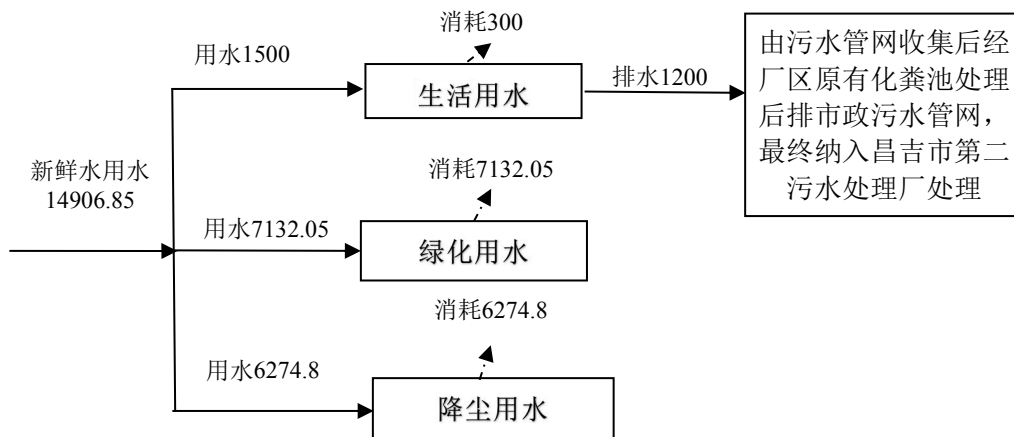 消耗300
用水1500
生活用水
排水1200
由污水管网收集后经
厂区原有化粪池处理
后排市政污水管网，
最终纳入昌吉市第二
污水处理厂处理
新鲜水用水
14906.85
消耗7132.05
用水7132.05
绿化用水
消耗6274.8
用水6274.8
降尘用水